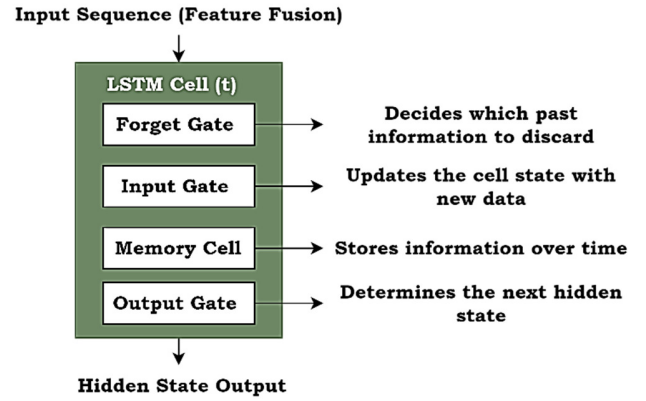 Input Sequence (Feature Fusion)
LSTM Cell (t)
Forget Gate
Decides which past
information to discard
Input Gate
Updates the cell state with
new data
Memory Cell
Stores information over time
Output Gate
Determines the next hidden
state
Hidden State Output